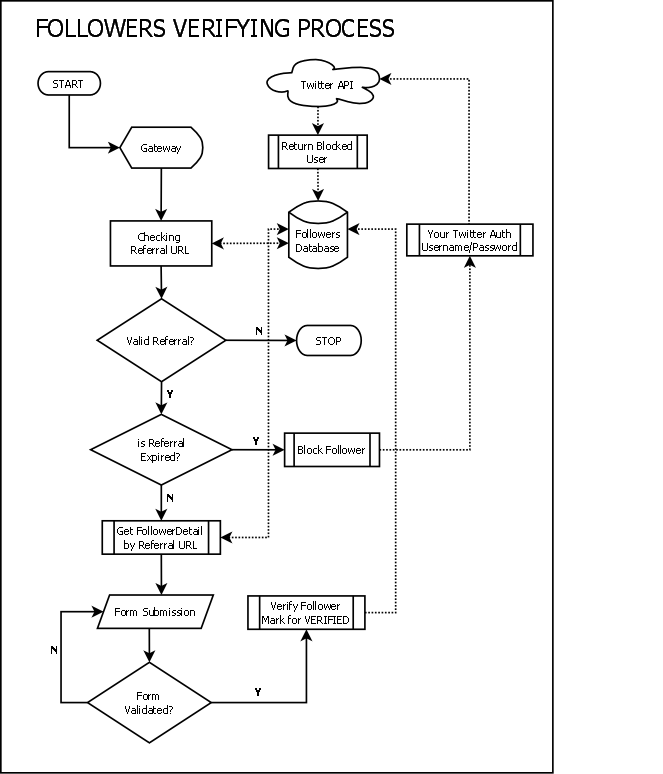 FOLLOWERS VERIFYING PROCESS
START
Twitter API
Gateway
Return Blocked
User
Checking
Referral URL
Followers
Database
Your Twitter Auth
Username/Password
Valid Referral?
N
STOP
Y
is Referral
Expired?
Y
Block Follower
N
Get FollowerDetail
by Referral URL
Form Submission
Verify Follower
Mark for VERIFIED
N
Form
Validated?
Y